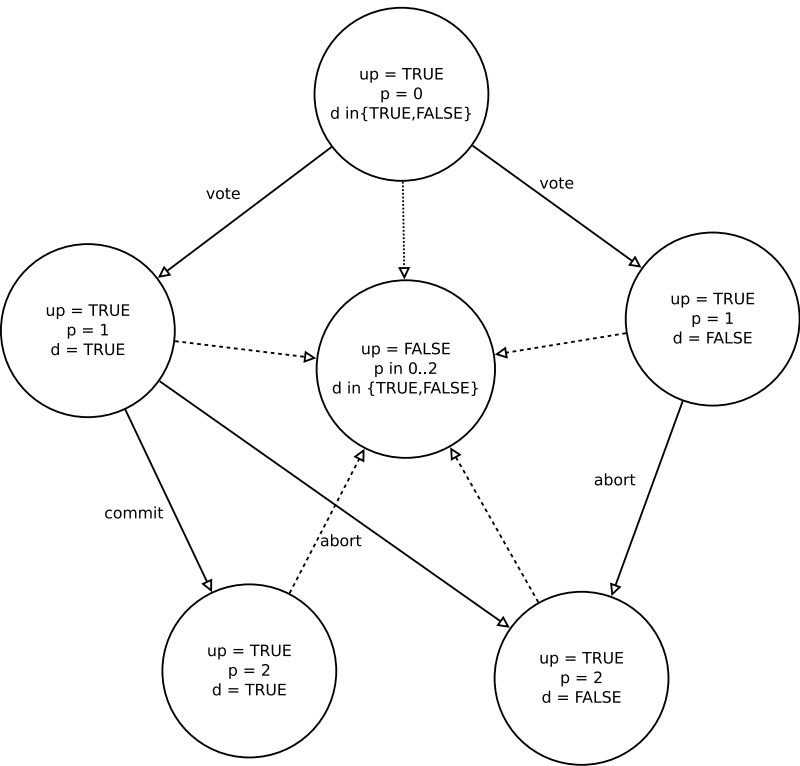 up = TRUE
p = 0
d in{TRUE,FALSE}
vote
vote
up = TRUE
p = 1
d = TRUE
up = FALSE
p in 0..2
d in {TRUE,FALSE}
up = TRUE
p = 1
d = FALSE
commit
abort
abort
up = TRUE
p = 2
d = TRUE
up = TRUE
p = 2
d = FALSE